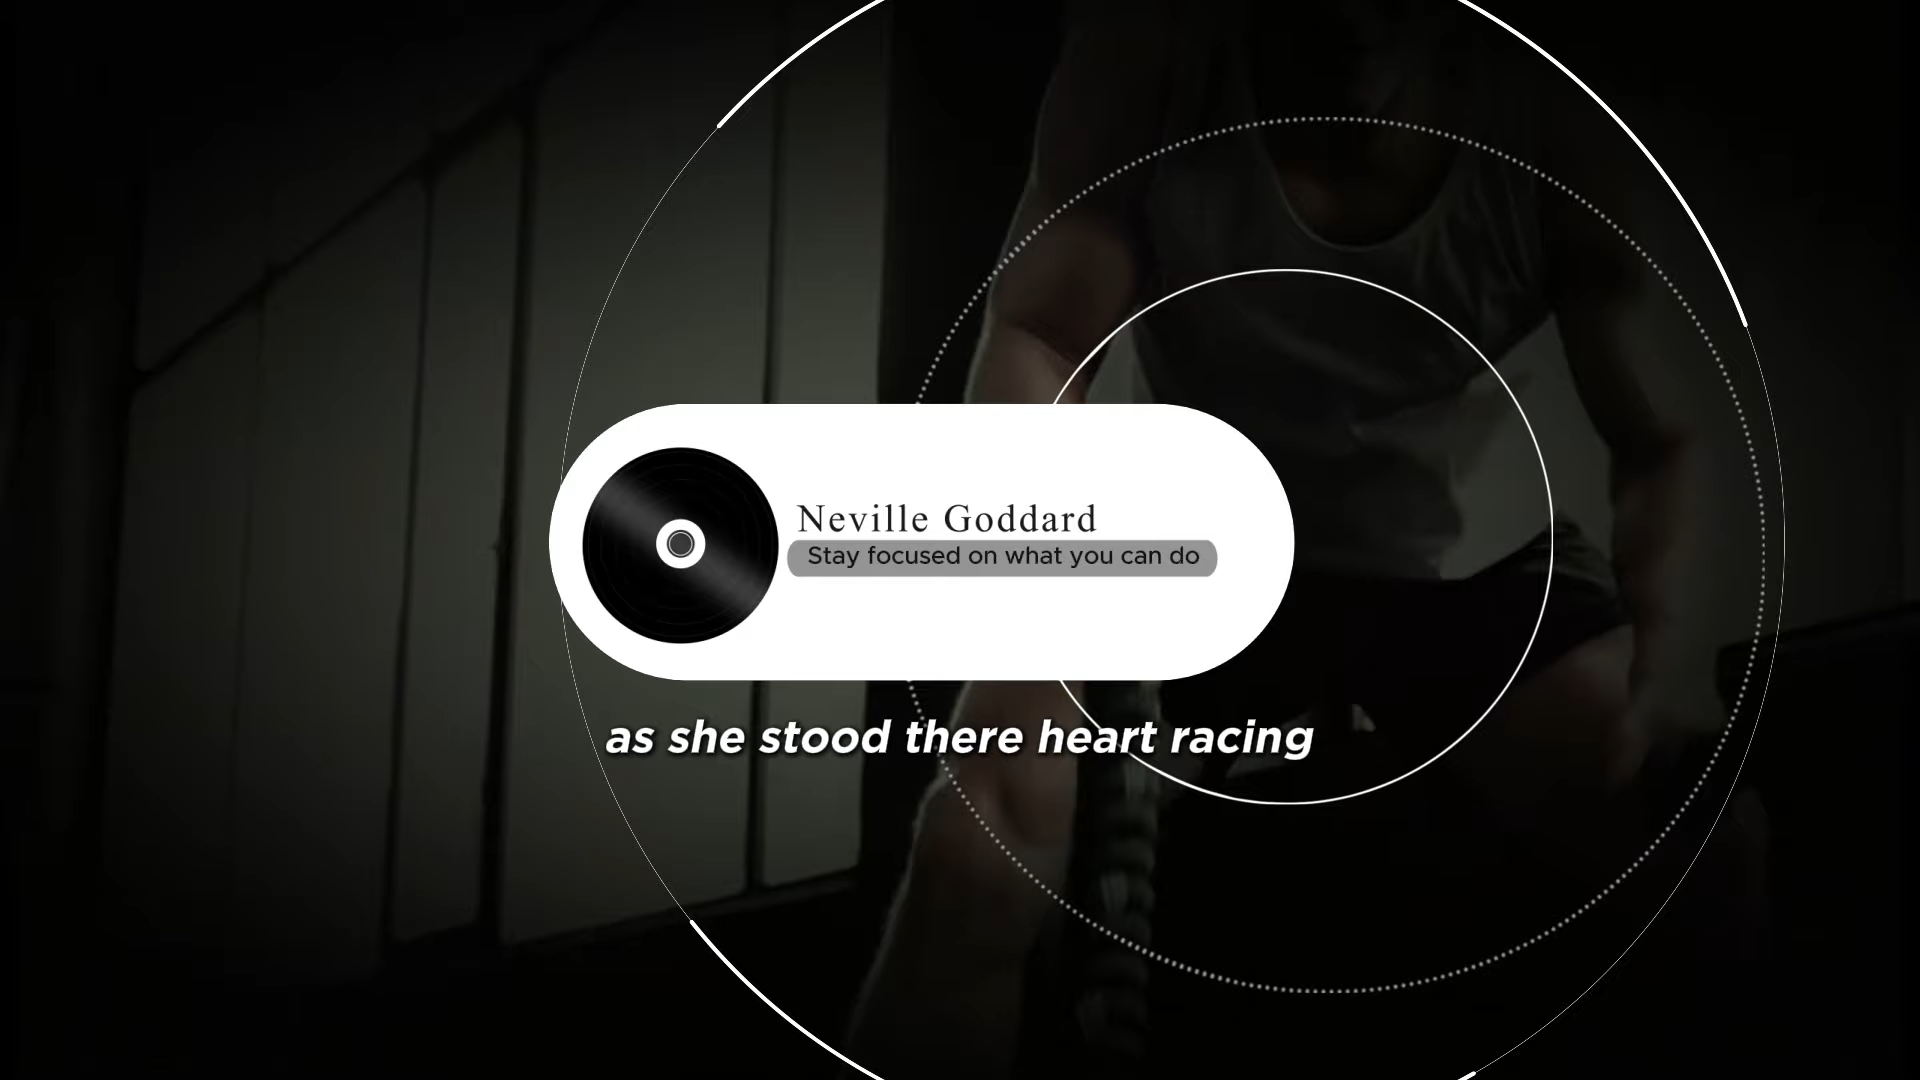 Neville Goddard
Stay focused on what you can do
as she stood there heart racing